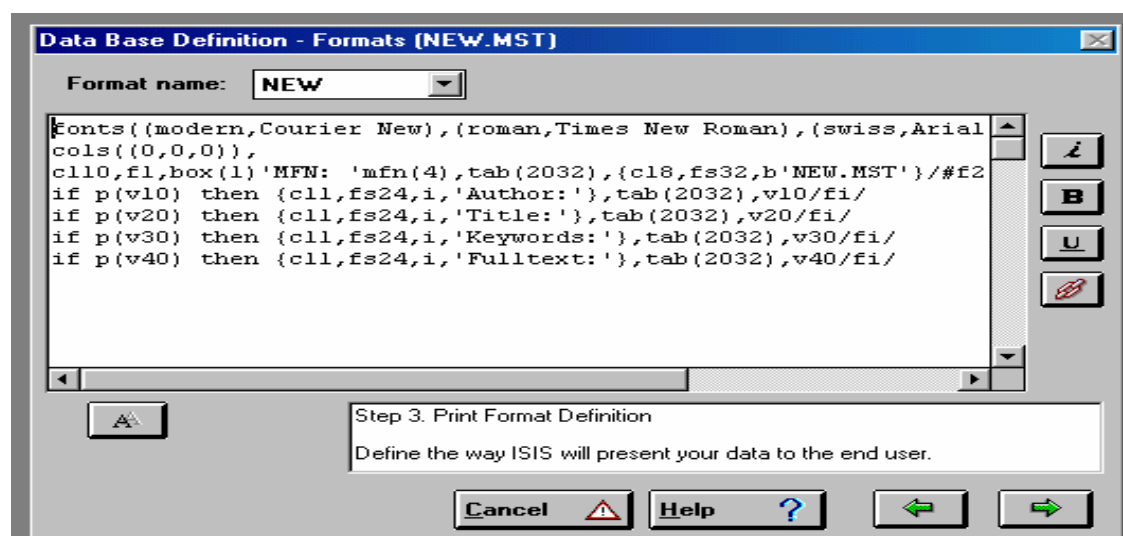 Data Base Definition - Formats (NEW.MST)
Format name: NEW
fonts((modern,Courier New),(roman,Times New Roman),(swiss,Arial
cols((0,0,0)),
cl10,f1,box(1)'MFN: 'mfn(4),tab(2032),{cl8,fs32,b'NEW.MST'}/#f2
if p(v10) then {cl1,fs24,i,'Author:'},tab(2032),v10/fi/
if p(v20) then {cl1,fs24,i,'Title:'},tab(2032),v20/fi/
if p(v30) then {cl1,fs24,i,'Keywords:'},tab(2032),v30/fi/
if p(v40) then {cl1,fs24,i,'Fulltext:'},tab(2032),v40/fi/
i
B
U
A
Step 3. Print Format Definition
Define the way ISIS will present your data to the end user.
Cancel Help ?